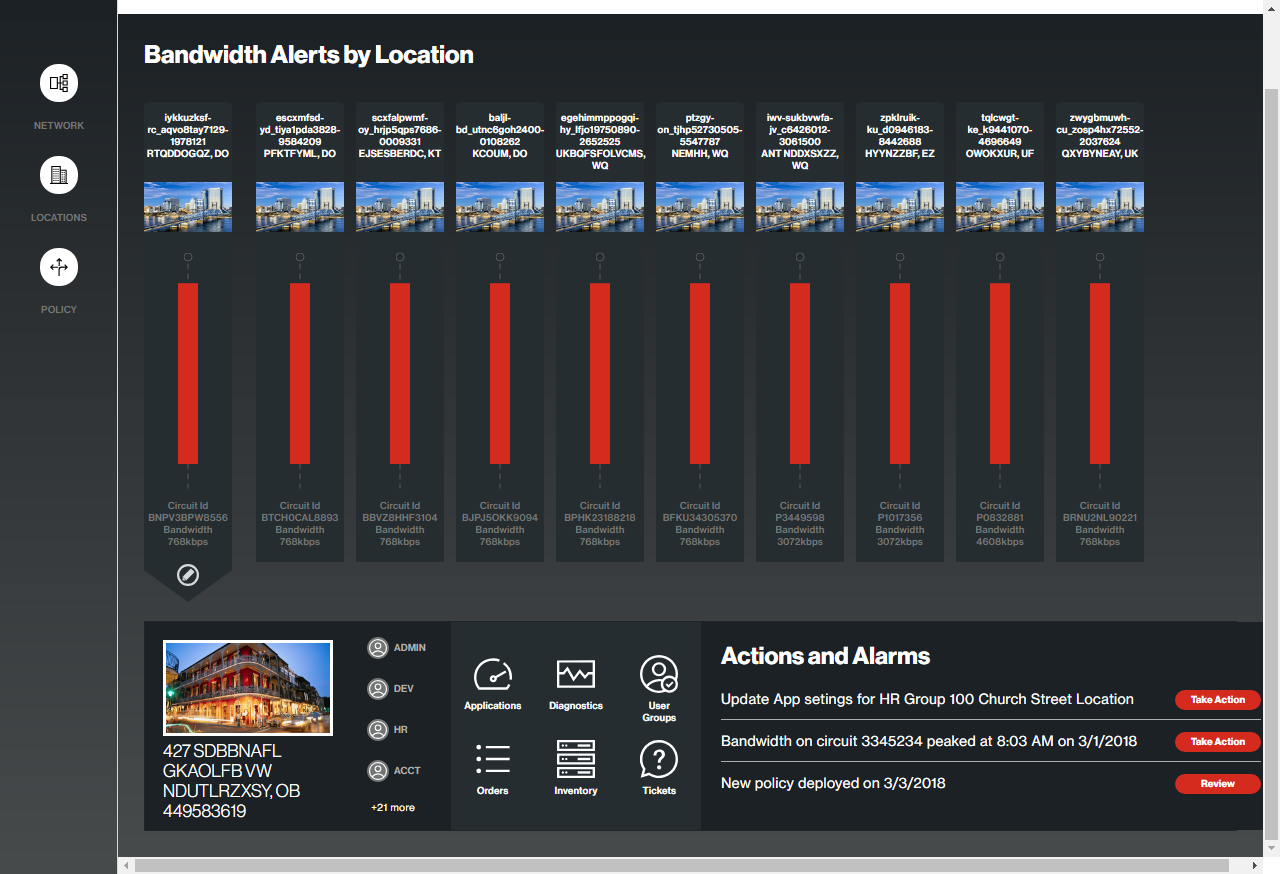 Bandwidth Alerts by Location
NETWORK
LOCATIONS
POLICY
iykkuzksf-
rc_aqvo8tay7129-
1978121
RTQDDOGQZ, DO
escxmfsd-
yd_tiya1pda3828-
9584209
PFKTFYML, DO
scxfalpwmf-
oy_hrjp5qps7686-
0009331
EJSESBERDC, KT
baljl-
bd_utnc6goh2400-
0108262
KCOUM, DO
egehimmppogqi-
hy_lfjo19750890-
2652525
UKBQFSFOLVCMS,
WQ
ptzgy-
on_tjhp52730505-
5547787
NEMHH, WQ
iwv-sukbvwfa-
jv_c6426012-
3061500
ANT NDDXSXZZ,
WQ
zpklruik-
ku_d0946183-
8442688
HYYNZZBF, EZ
tqlcwgt-
ke_k9441070-
4696649
OWOKXUR, UF
zwygbmuwh-
cu_zosp4hx72552-
2037624
QXYBYNEAY, UK
Circuit Id
BNPV3BPW8556
Bandwidth
768kbps
Circuit Id
BTCH0CAL8893
Bandwidth
768kbps
Circuit Id
BBVZ8HHF3104
Bandwidth
768kbps
Circuit Id
BJPJ5OKK9094
Bandwidth
768kbps
Circuit Id
BPHK23188218
Bandwidth
768kbps
Circuit Id
BFKU34305370
Bandwidth
768kbps
Circuit Id
P3449598
Bandwidth
3072kbps
Circuit Id
P1017356
Bandwidth
3072kbps
Circuit Id
P0832881
Bandwidth
4608kbps
Circuit Id
BRNU2NL90221
Bandwidth
768kbps
427 SDBBNAFL
GKAOLFB VW
NDUTLRZXSY, OB
449583619
ADMIN
DEV
HR
ACCT
+21 more
Applications
Diagnostics
User
Groups
Orders
Inventory
Tickets
Actions and Alarms
Update App setings for HR Group 100 Church Street Location
Take Action
Bandwidth on circuit 3345234 peaked at 8:03 AM on 3/1/2018
Take Action
New policy deployed on 3/3/2018
Review